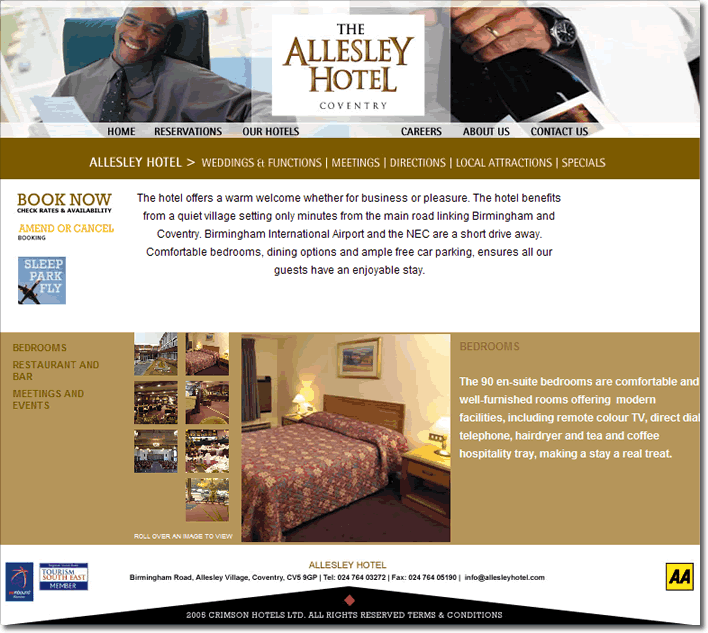 THE
ALLESLEY
HOTEL
COVENTRY
HOME RESERVATIONS OUR HOTELS CAREERS ABOUT US CONTACT US
ALLESLEY HOTEL > WEDDINGS & FUNCTIONS | MEETINGS | DIRECTIONS | LOCAL ATTRACTIONS | SPECIALS
BOOK NOW
CHECK RATES & AVAILABILITY
AMEND OR CANCEL
BOOKING
SLEEP
PARK
FLY
The hotel offers a warm welcome whether for business or pleasure. The hotel benefits
from a quiet village setting only minutes from the main road linking Birmingham and
Coventry. Birmingham International Airport and the NEC are a short drive away.
Comfortable bedrooms, dining options and ample free car parking, ensures all our
guests have an enjoyable stay.
BEDROOMS
RESTAURANT AND
BAR
MEETINGS AND
EVENTS
ROLL OVER AN IMAGE TO VIEW
BEDROOMS
The 90 en-suite bedrooms are comfortable and
well-furnished rooms offering modern
facilities, including remote colour TV, direct dial
telephone, hairdryer and tea and coffee
hospitality tray, making a stay a real treat.
TOURISM
SOUTH EAST
MEMBER
ALLESLEY HOTEL
Birmingham Road, Allesley Village, Coventry, CV5 9GP | Tel: 024 764 03272 | Fax: 024 764 05190 | info@allesleyhotel.com
AA
2005 CRIMSON HOTELS LTD. ALL RIGHTS RESERVED TERMS & CONDITIONS